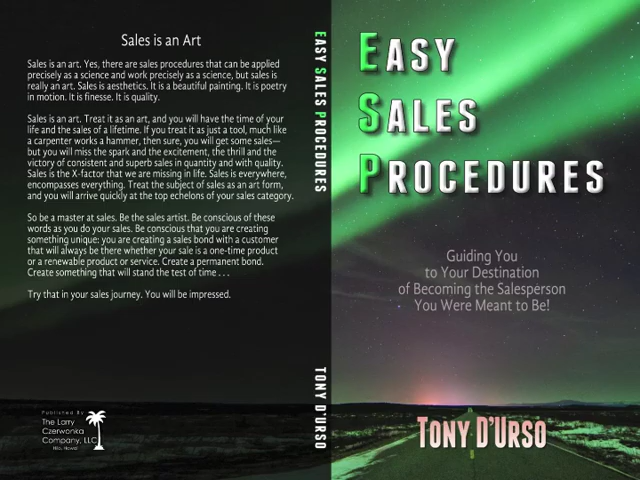 Sales is an Art
Sales is an art. Yes, there are sales procedures that can be applied
precisely as a science and work precisely as a science, but sales is
really an art. Sales is aesthetics. It is a beautiful painting. It is poetry
in motion. It is finesse. It is quality.
Sales is an art. Treat it as an art, and you will have the time of your
life and the sales of a lifetime. If you treat it as just a tool, much like
a carpenter works a hammer, then sure, you will get some sales—
but you will miss the spark and the excitement, the thrill and the
victory of consistent and superb sales in quantity and with quality.
Sales is the X-factor that we are missing in life. Sales is everywhere,
encompasses everything. Treat the subject of sales as an art form,
and you will arrive quickly at the top echelons of your sales category.
So be a master at sales. Be the sales artist. Be conscious of these
words as you do your sales. Be conscious that you are creating
something unique: you are creating a sales bond with a customer
that will always be there whether your sale is a one-time product
or a renewable product or service. Create a permanent bond.
Create something that will stand the test of time . . .
Try that in your sales journey. You will be impressed.
Published By
The Larry
Czerwonka
Company, LLC
Hilo, Hawaii
EASY SALES PROCEDURES
TONY D'URSO
EASY
SALES
PROCEDURES
Guiding You
to Your Destination
of Becoming the Salesperson
You Were Meant to Be!
TONY D'URSO